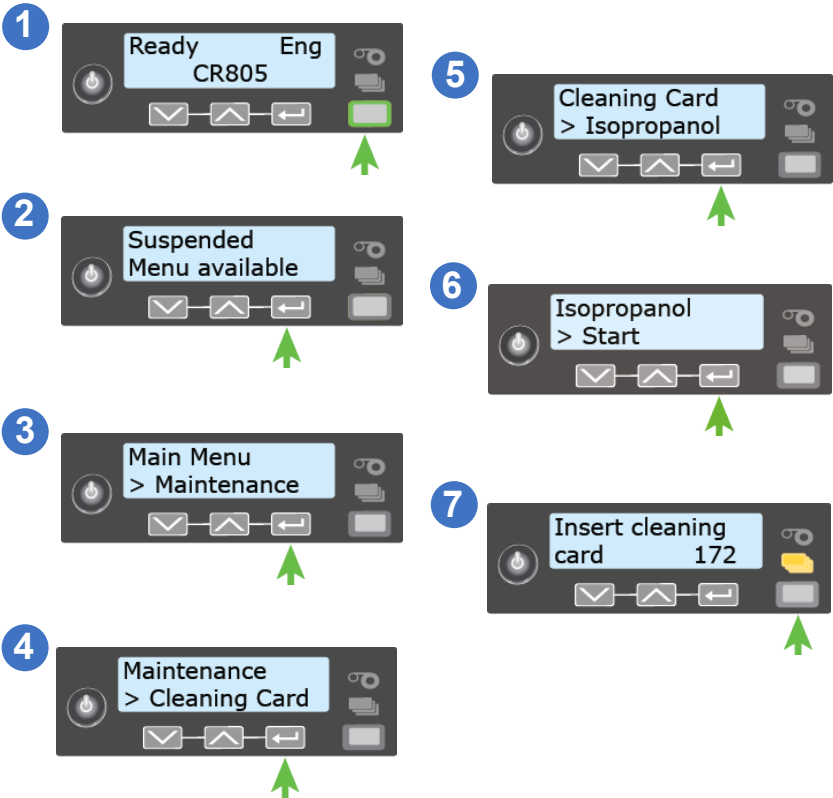 1
Ready Eng
CR805
2
Suspended
Menu available
3
Main Menu
> Maintenance
4
Maintenance
> Cleaning Card
5
Cleaning Card
> Isopropanol
6
Isopropanol
> Start
7
Insert cleaning
card 172